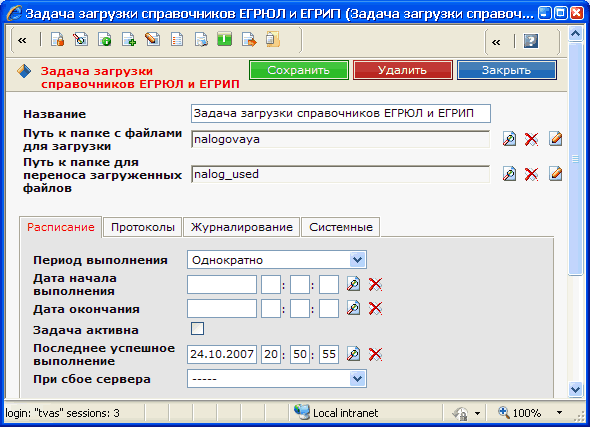 Задача загрузки справочников ЕГРЮЛ и ЕГРИП (Задача загрузки справоч...
« «
Задача загрузки
справочников ЕГРЮЛ и ЕГРИП
Сохранить Удалить Закрыть
Название Задача загрузки справочников ЕГРЮЛ и ЕГРИП
Путь к папке с файлами
для загрузки
nalogovaya
Путь к папке для
переноса загруженных
файлов
nalog_used
Расписание Протоколы Журналирование Системные
Период выполнения Однократно
Дата начала
выполнения
: :
Дата окончания : :
Задача активна
Последнее успешное
выполнение
24.10.2007 20 : 50 : 55
При сбое сервера -----
login: "tvas" sessions: 3 Local intranet 100%